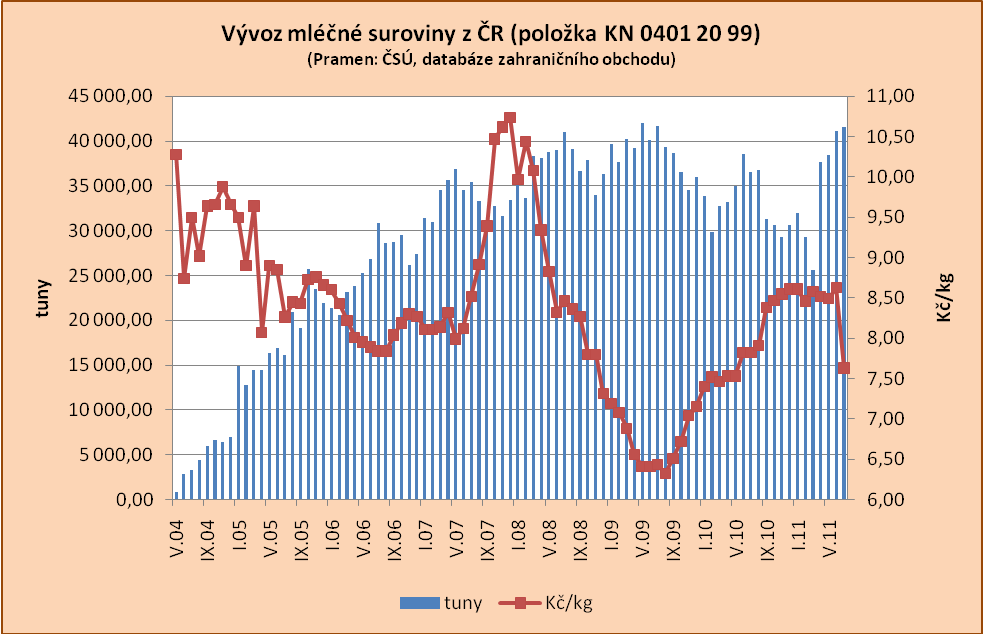 Vývoz mléčné suroviny z ČR (položka KN 0401 20 99)
(Pramen: ČSÚ, databáze zahraničního obchodu)
45 000,00
40 000,00
35 000,00
30 000,00
25 000,00
20 000,00
15 000,00
10 000,00
5 000,00
0,00
tuny
11,00
10,50
10,00
9,50
9,00
8,50
8,00
7,50
7,00
6,50
6,00
Kč/kg
V.04
IX.04
I.05
V.05
IX.05
I.06
V.06
IX.06
I.07
V.07
IX.07
I.08
V.08
IX.08
I.09
V.09
IX.09
I.10
V.10
IX.10
I.11
V.11
tuny
Kč/kg